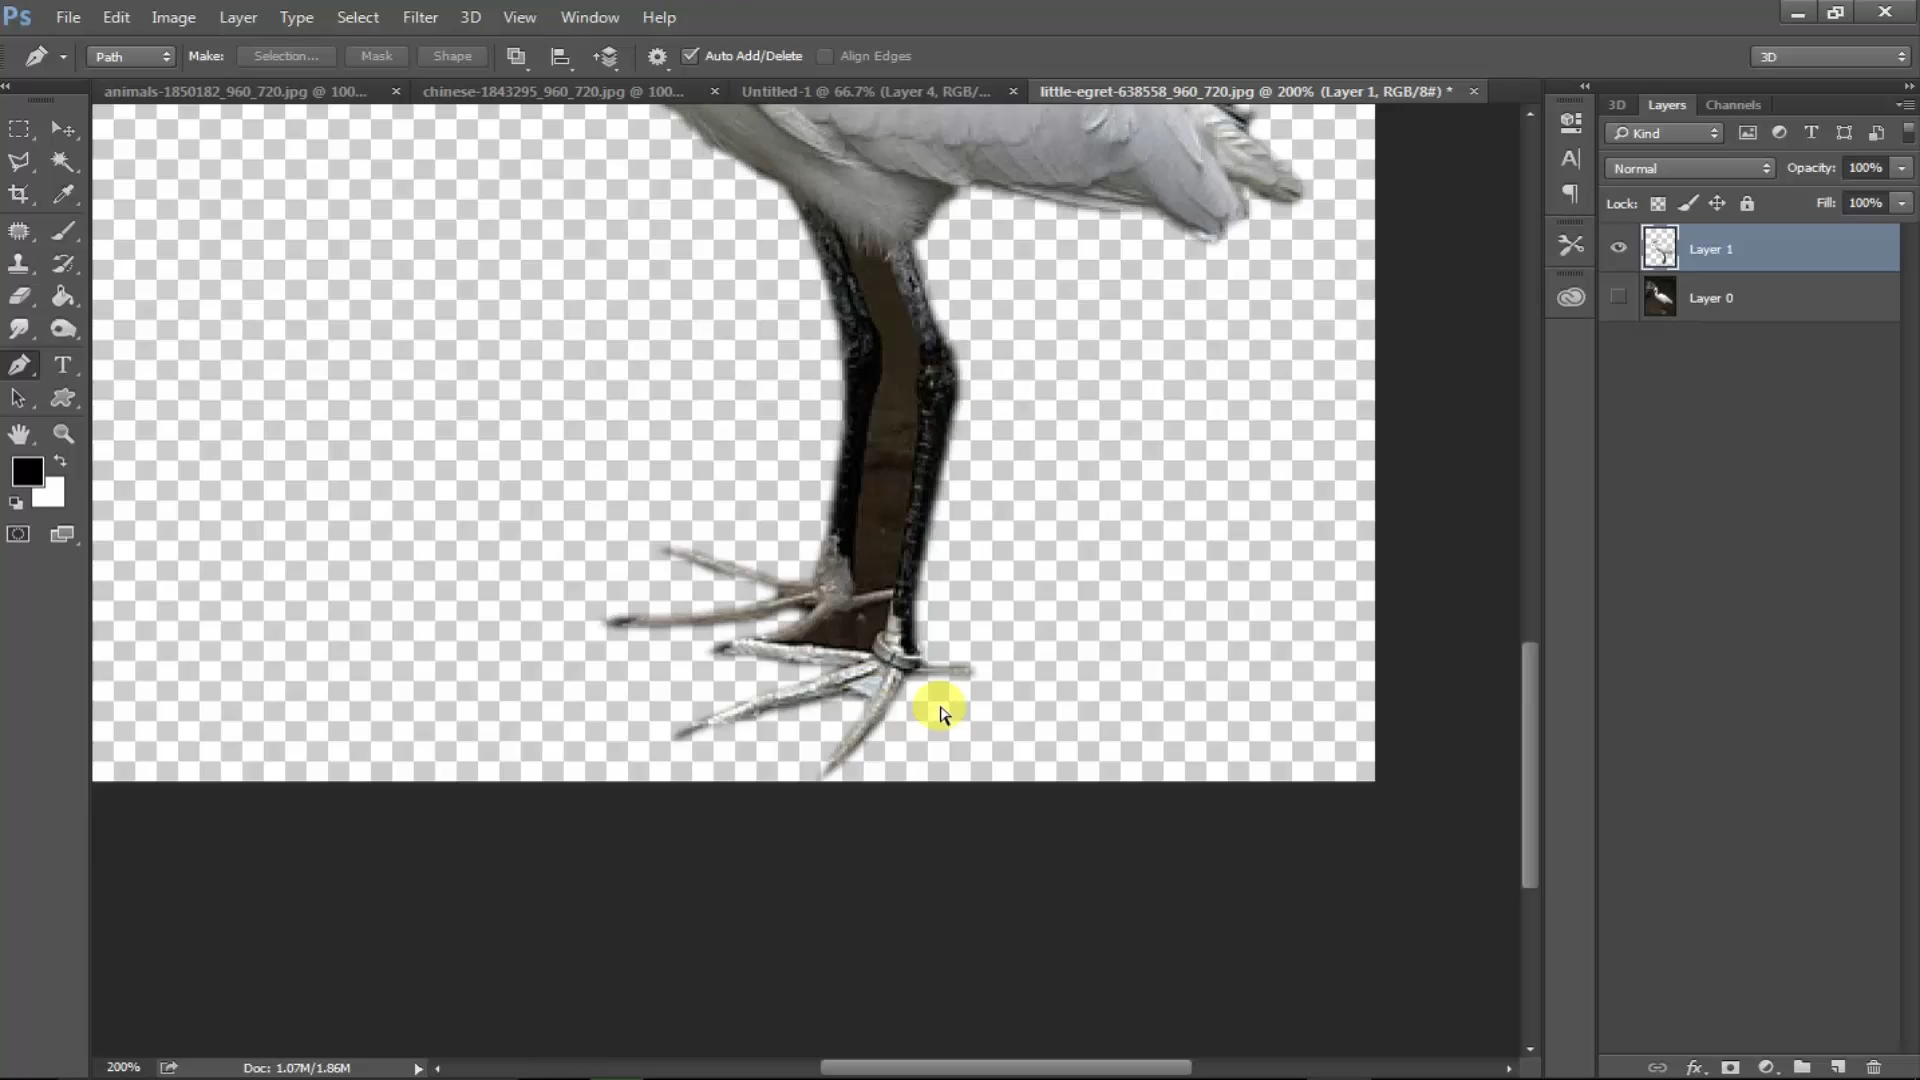 Ps File Edit Image Layer Type Select Filter 3D View Window Help
Path Make: Selection... Mask Shape Auto Add/Delete Align Edges 3D
animals-1850182_960_720.jpg @ 100... chinese-1843295_960_720.jpg @ 100... Untitled-1 @ 66.7% (Layer 4, RGB/... little-egret-638558_960_720.jpg @ 200% (Layer 1, RGB/8#) *
3D Layers Channels
Kind
Normal Opacity: 100%
Lock: Fill: 100%
Layer 1
Layer 0
200% Doc: 1.07M/1.86M